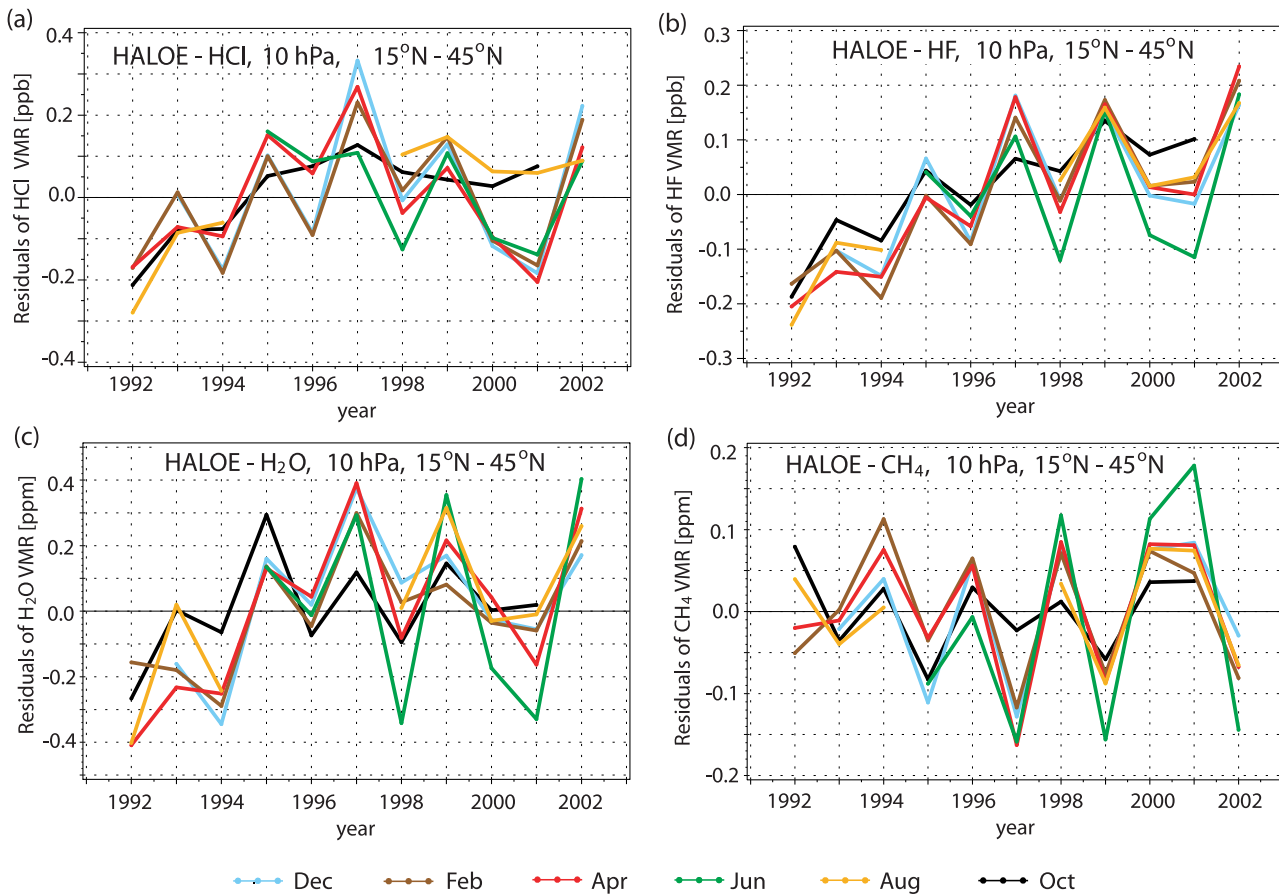 (a)
HALOE - HCl, 10 hPa, 15°N - 45°N
Residuals of HCl VMR [ppb]
0.4
0.2
0.0
-0.2
-0.4
1992 1994 1996 1998 2000 2002
year
(b)
HALOE - HF, 10 hPa, 15°N - 45°N
Residuals of HF VMR [ppb]
0.3
0.2
0.1
0.0
-0.1
-0.2
-0.3
1992 1994 1996 1998 2000 2002
year
(c)
HALOE - H₂O, 10 hPa, 15°N - 45°N
Residuals of H₂O VMR [ppm]
0.4
0.2
0.0
-0.2
-0.4
1992 1994 1996 1998 2000 2002
year
(d)
HALOE - CH₄, 10 hPa, 15°N - 45°N
Residuals of CH₄ VMR [ppm]
0.2
0.1
0.0
-0.1
-0.2
1992 1994 1996 1998 2000 2002
year
Dec Feb Apr Jun Aug Oct